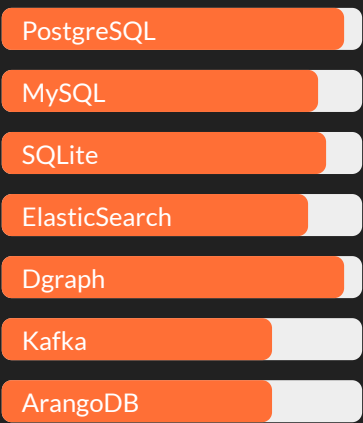 PostgreSQL
MySQL
SQLite
ElasticSearch
Dgraph
Kafka
ArangoDB